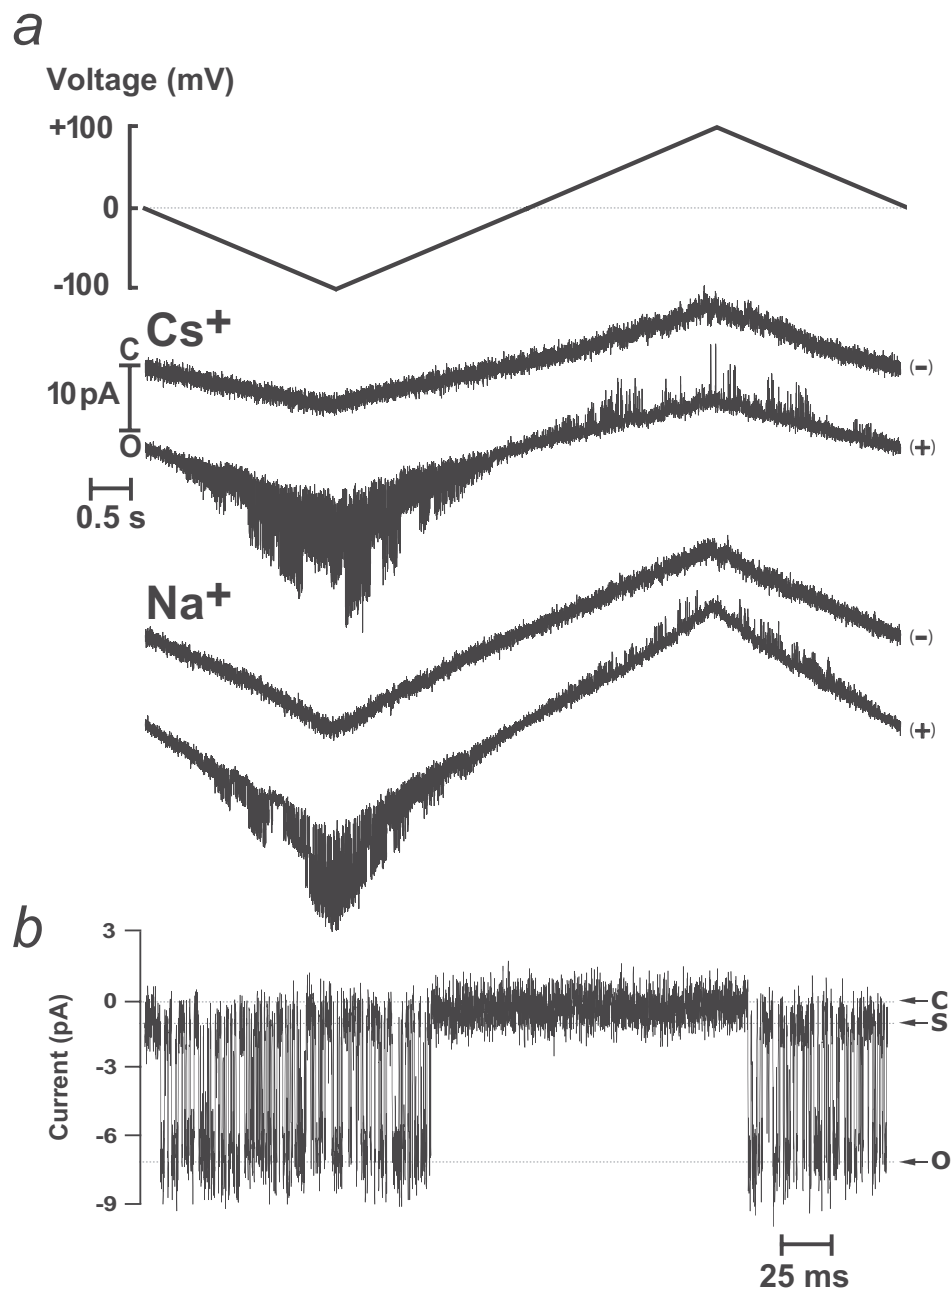 a
Voltage (mV)
+100
0
-100
Cs+
C
10 pA
O
(-)
(+)
0.5 s
Na+
(-)
(+)
b
Current (pA)
3
0
-3
-6
-9
C
S
O
25 ms